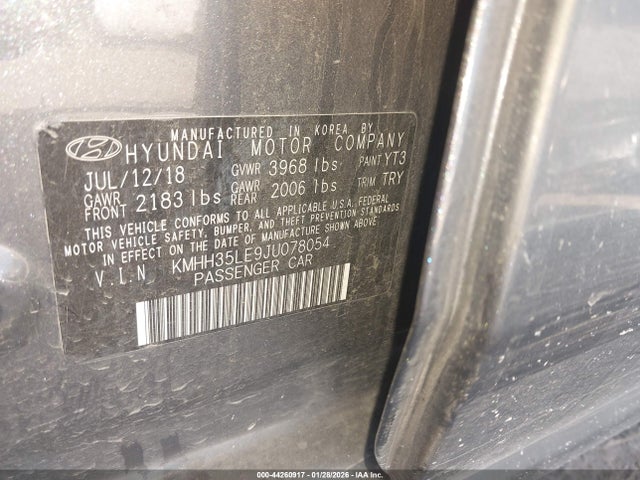 MANUFACTURED IN KOREA BY
HYUNDAI MOTOR COMPANY
JUL/12/18 GVWR 3968 lbs PAINT YT3
GAWR FRONT 2183 lbs GAWR REAR 2006 lbs TRIM TRY
THIS VEHICLE CONFORMS TO ALL APPLICABLE U.S.A. FEDERAL
MOTOR VEHICLE SAFETY, BUMPER, AND THEFT PREVENTION STANDARDS
IN EFFECT ON THE DATE OF MANUFACTURE SHOWN ABOVE.
V.I.N KMHH35LE9JU078054
PASSENGER CAR
000-44260917 | 01/28/2026 | IAA Inc.